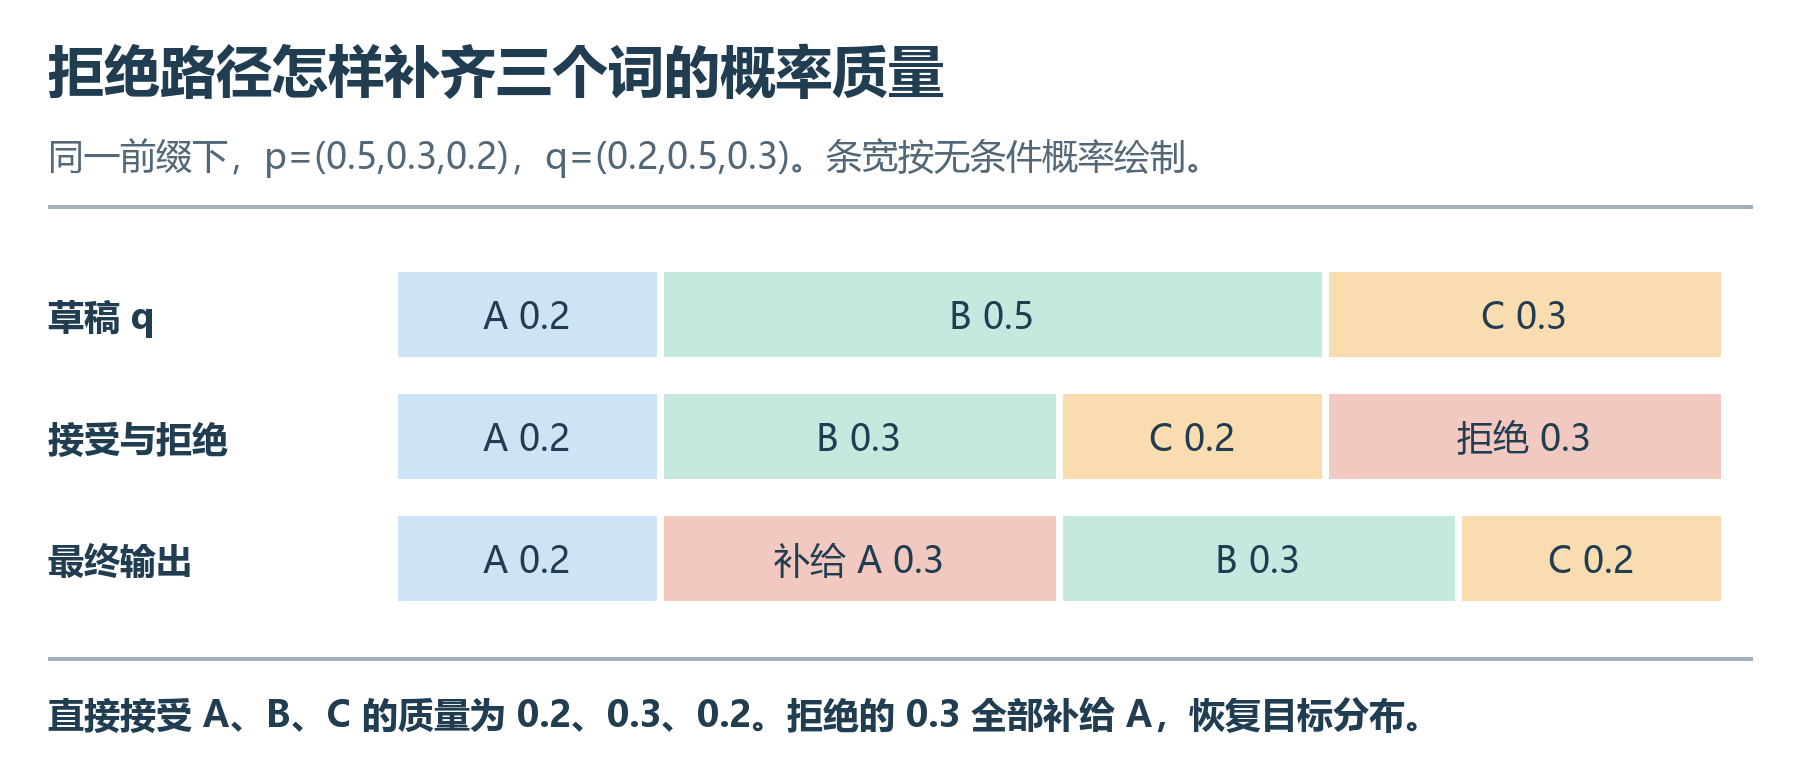 拒绝路径怎样补齐三个词的概率质量
同一前缀下，p=(0.5,0.3,0.2)，q=(0.2,0.5,0.3)。条宽按无条件概率绘制。
草稿 q
A 0.2
B 0.5
C 0.3
接受与拒绝
A 0.2
B 0.3
C 0.2
拒绝 0.3
最终输出
A 0.2
补给 A 0.3
B 0.3
C 0.2
直接接受 A、B、C 的质量为 0.2、0.3、0.2。拒绝的 0.3 全部补给 A，恢复目标分布。